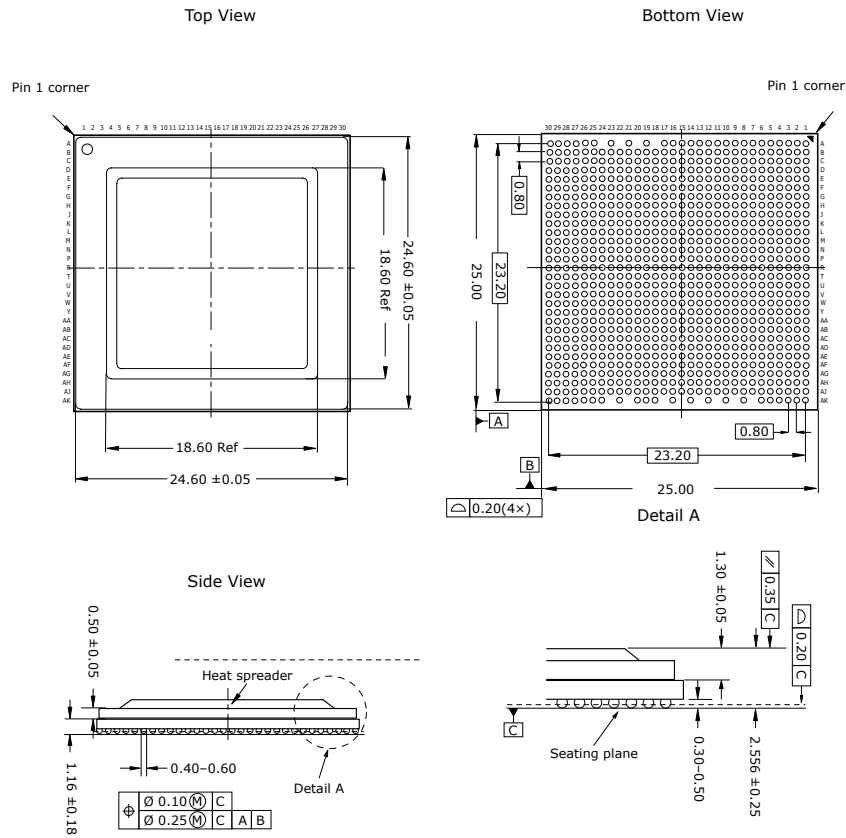 Top View
Bottom View
Pin 1 corner
Pin 1 corner
1 2 3 4 5 6 7 8 9 10 11 12 13 14 15 16 17 18 19 20 21 22 23 24 25 26 27 28 29 30
30 29 28 27 26 25 24 23 22 21 20 19 18 17 16 15 14 13 12 11 10 9 8 7 6 5 4 3 2 1
A
B
C
D
E
F
G
H
J
K
L
M
N
P
R
T
U
V
W
Y
AA
AB
AC
AD
AE
AF
AG
AH
AJ
AK
18.60 Ref
24.60 ±0.05
18.60 Ref
24.60 ±0.05
A
B
C
D
E
F
G
H
J
K
L
M
N
P
R
T
U
V
W
Y
AA
AB
AC
AD
AE
AF
AG
AH
AJ
AK
0.80
23.20
25.00
A
0.80
23.20
B
25.00
0.20(4×)
Detail A
Side View
0.50 ±0.05
Heat spreader
1.16 ±0.18
0.40–0.60
Detail A
Ø 0.10 Ⓜ C
Ø 0.25 Ⓜ C A B
1.30 ±0.05
0.35 C
0.20 C
C
Seating plane
0.30–0.50
2.556 ±0.25